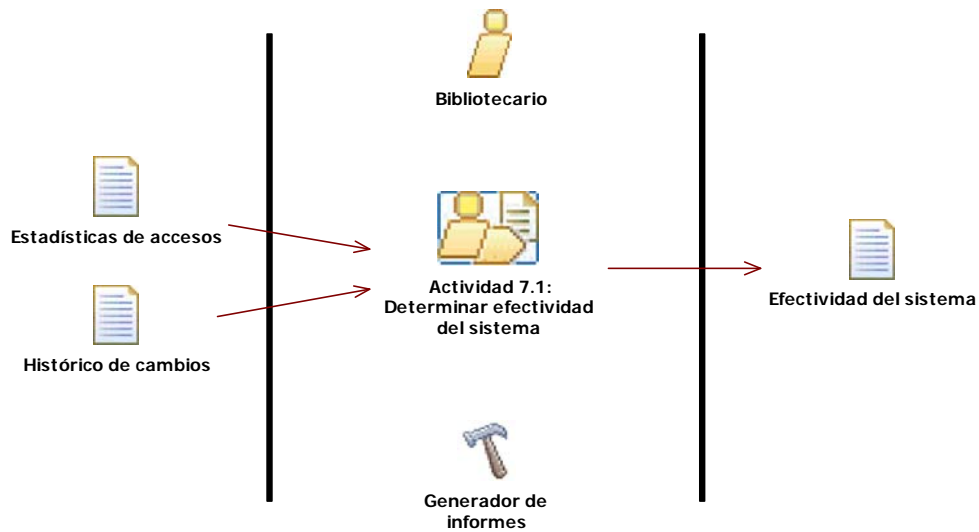 Bibliotecario
Estadísticas de accesos
Histórico de cambios
Actividad 7.1:
Determinar efectividad
del sistema
Efectividad del sistema
Generador de
informes